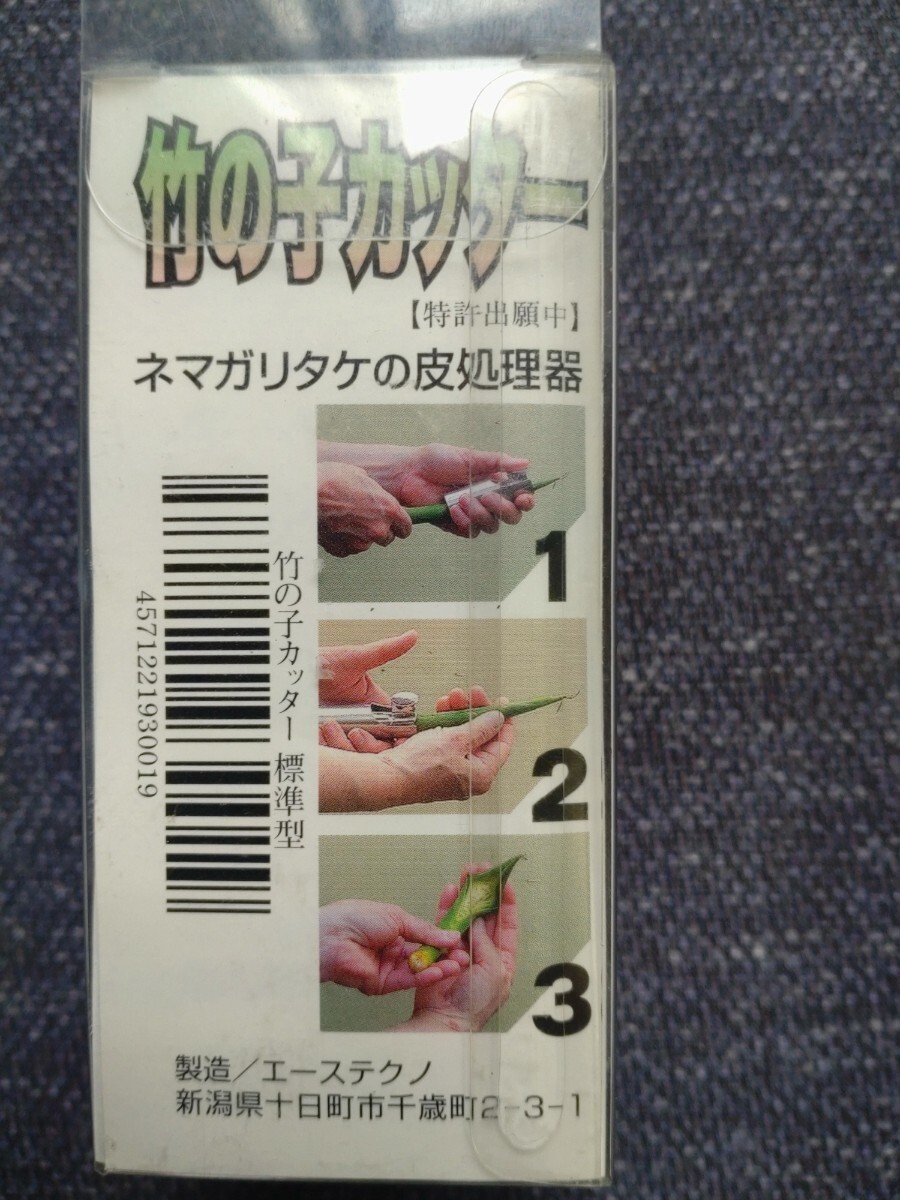 竹の子カッター
【特許出願中】
ネマガリタケの皮処理器
1
2
3
竹の子カッター 標準型
4571221930019
製造／エーステクノ
新潟県十日町市千歳町2-3-1